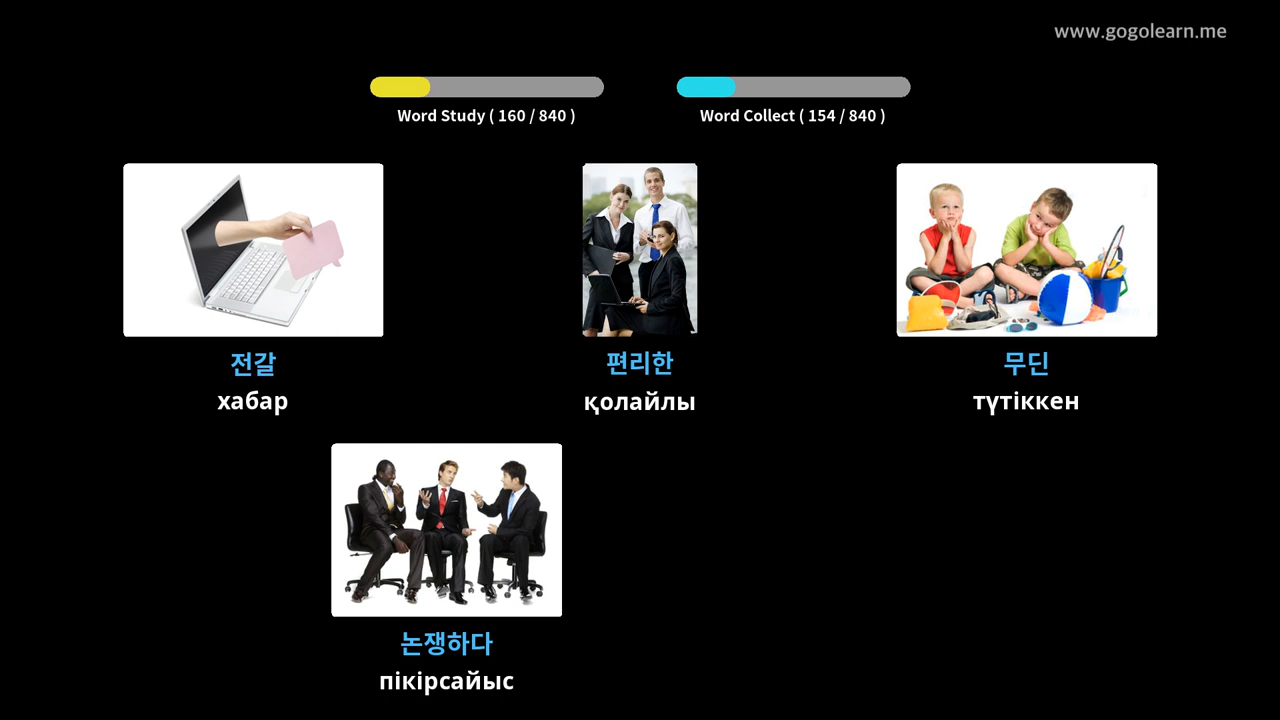 www.gogolearn.me
Word Study ( 160 / 840 )
Word Collect ( 154 / 840 )
전갈
хабар
편리한
қолайлы
무딘
түтіккен
논쟁하다
пікірсайыс